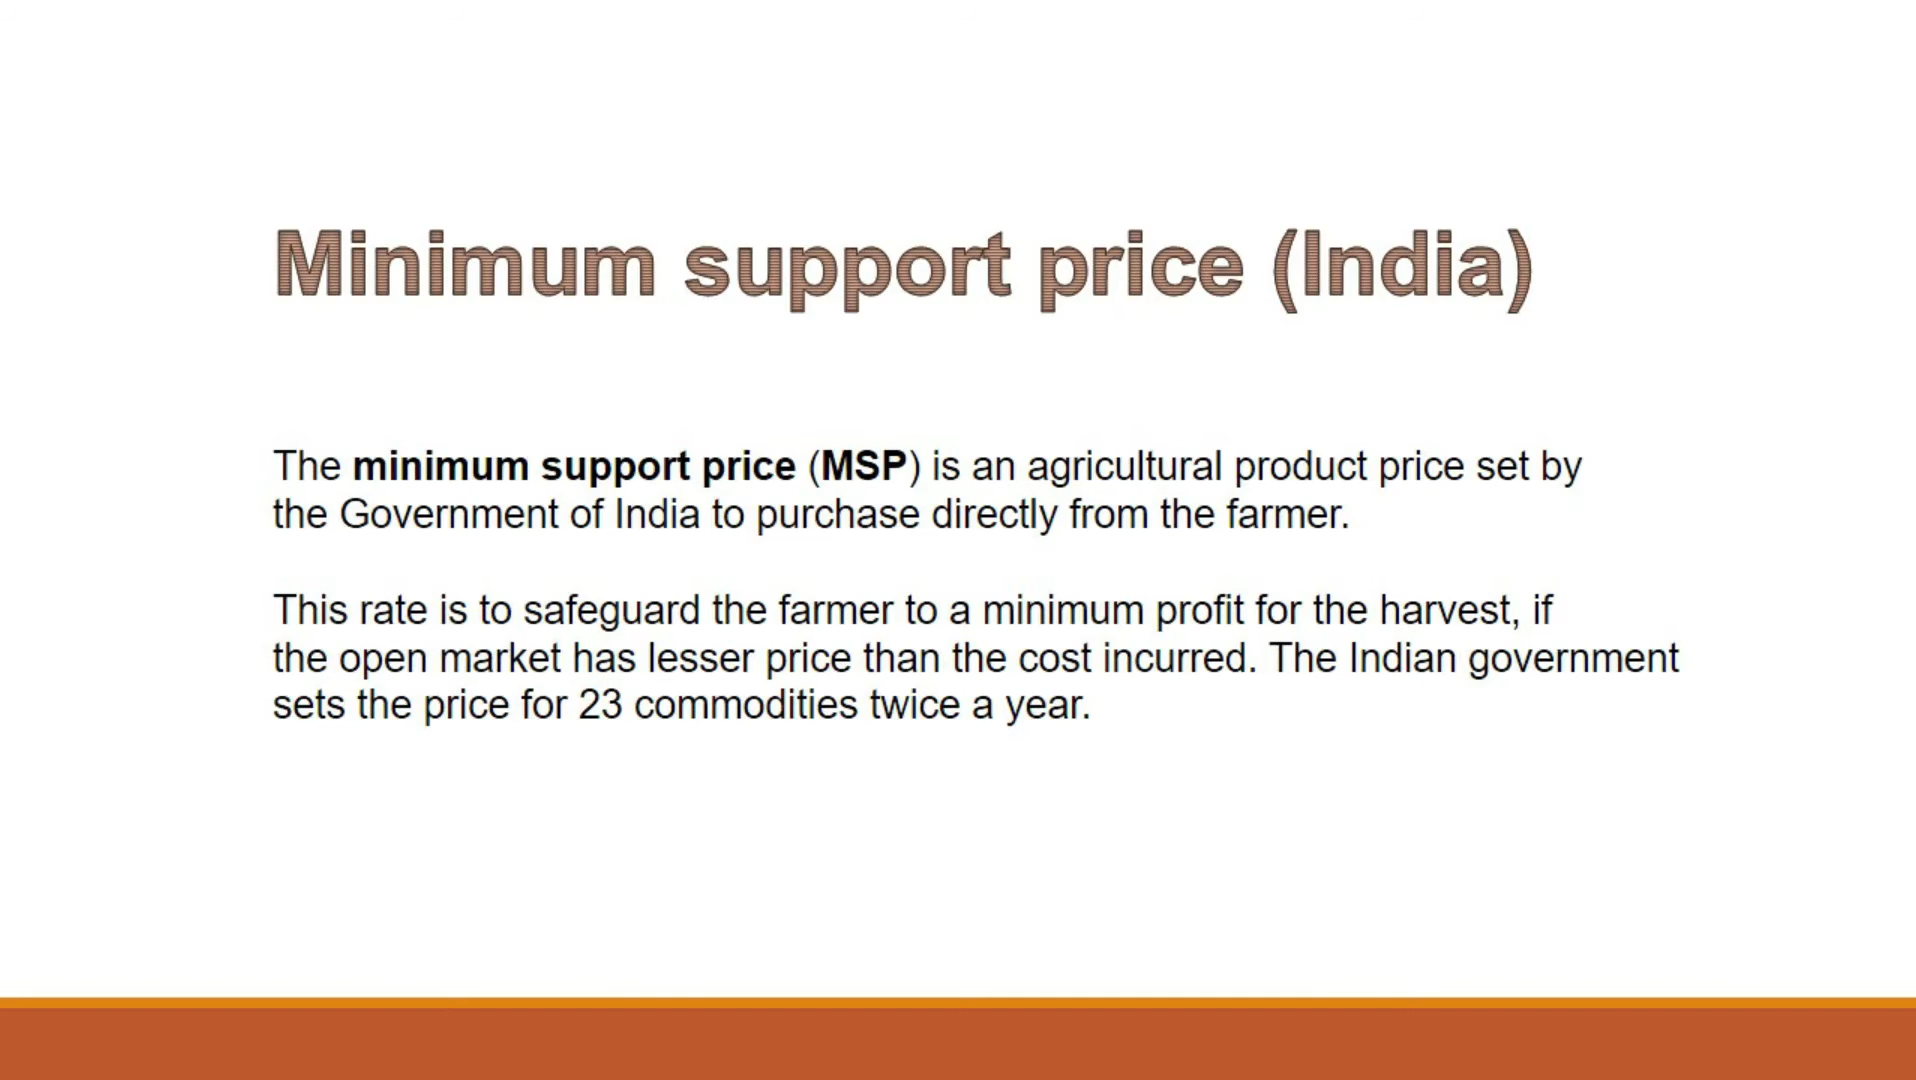 Minimum support price (India)
The minimum support price (MSP) is an agricultural product price set by
the Government of India to purchase directly from the farmer.
This rate is to safeguard the farmer to a minimum profit for the harvest, if
the open market has lesser price than the cost incurred. The Indian government
sets the price for 23 commodities twice a year.